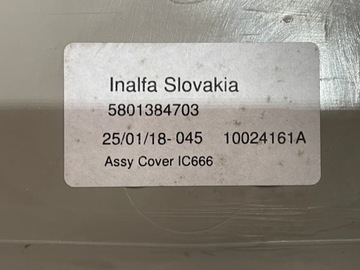 Inalfa Slovakia
5801384703
25/01/18- 045 10024161A
Assy Cover IC666